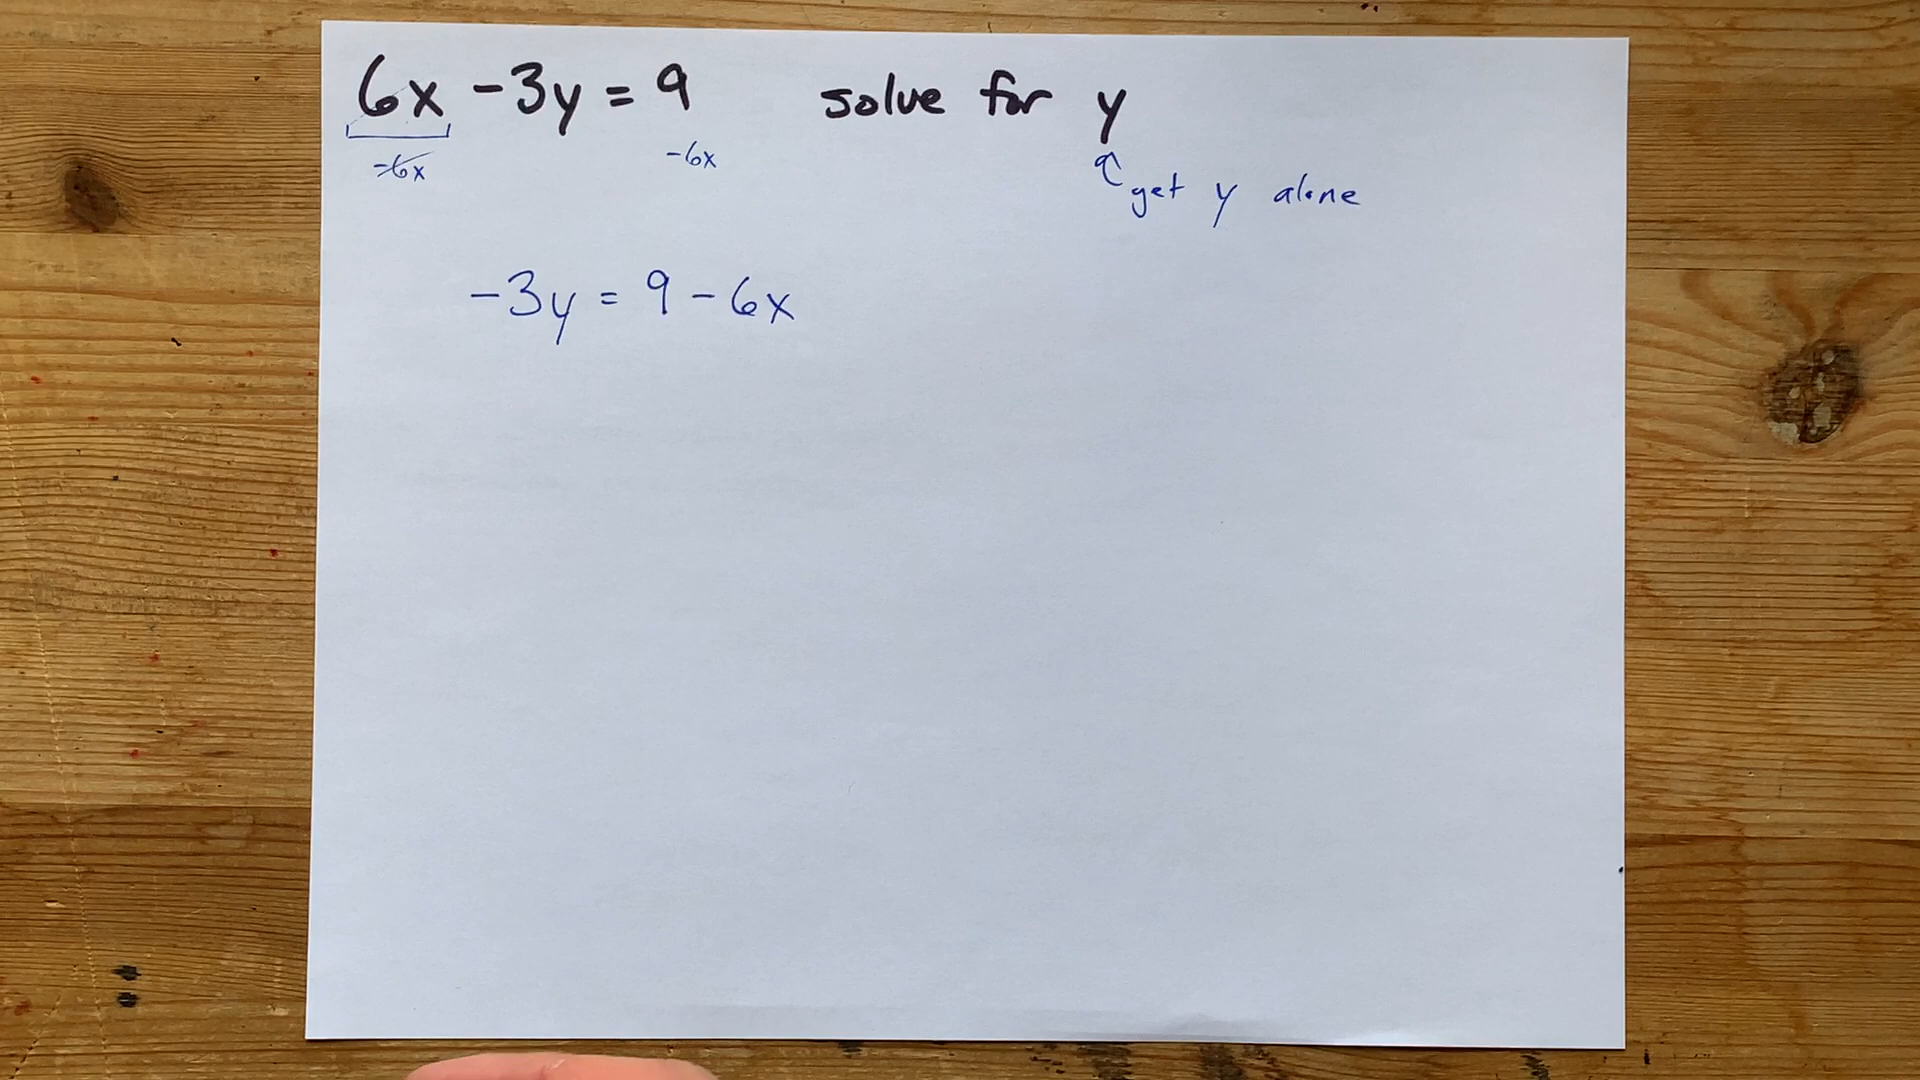 6x - 3y = 9 solve for y
-6x -6x
get y alone
-3y = 9 - 6x